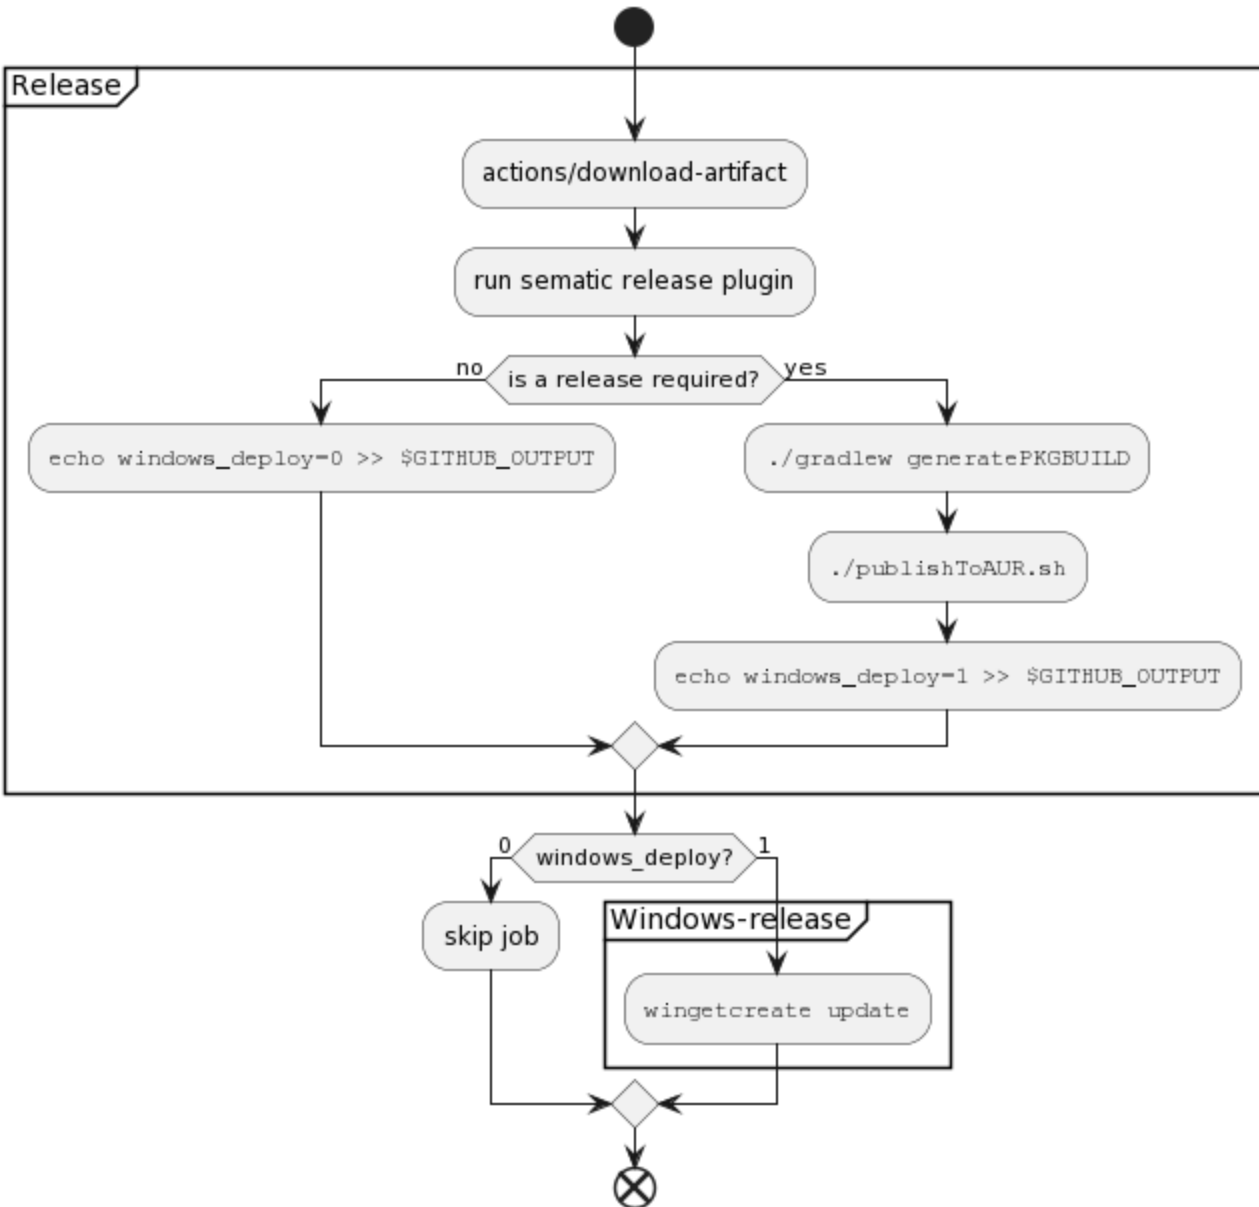 Release
actions/download-artifact
run sematic release plugin
no
is a release required?
yes
echo windows_deploy=0 >> $GITHUB_OUTPUT
./gradlew generatePKGBUILD
./publishToAUR.sh
echo windows_deploy=1 >> $GITHUB_OUTPUT
0
windows_deploy?
1
skip job
Windows-release
wingetcreate update